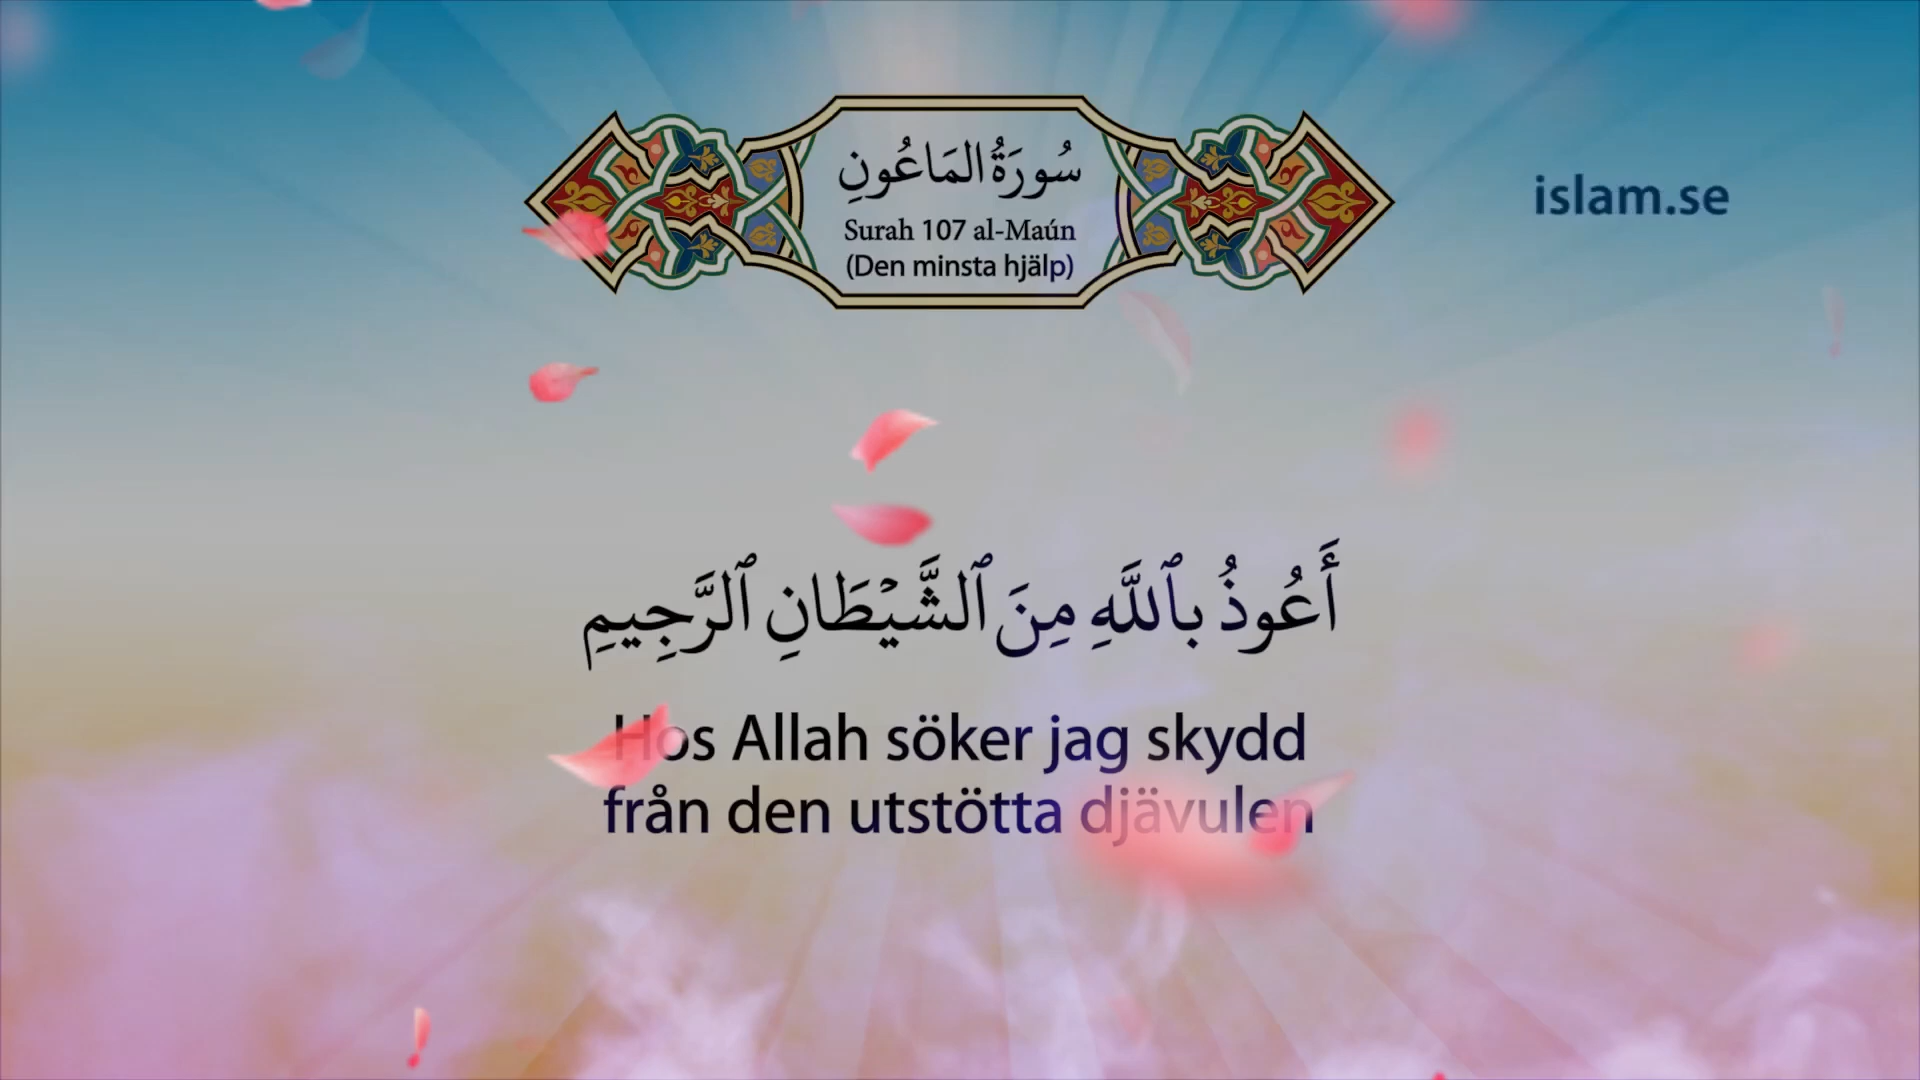 سُورَةُ المَاعُونِ
Surah 107 al-Maún
(Den minsta hjälp)
islam.se
أَعُوذُ بِٱللَّهِ مِنَ ٱلشَّيْطَانِ ٱلرَّجِيمِ
Hos Allah söker jag skydd
från den utstötta djävulen